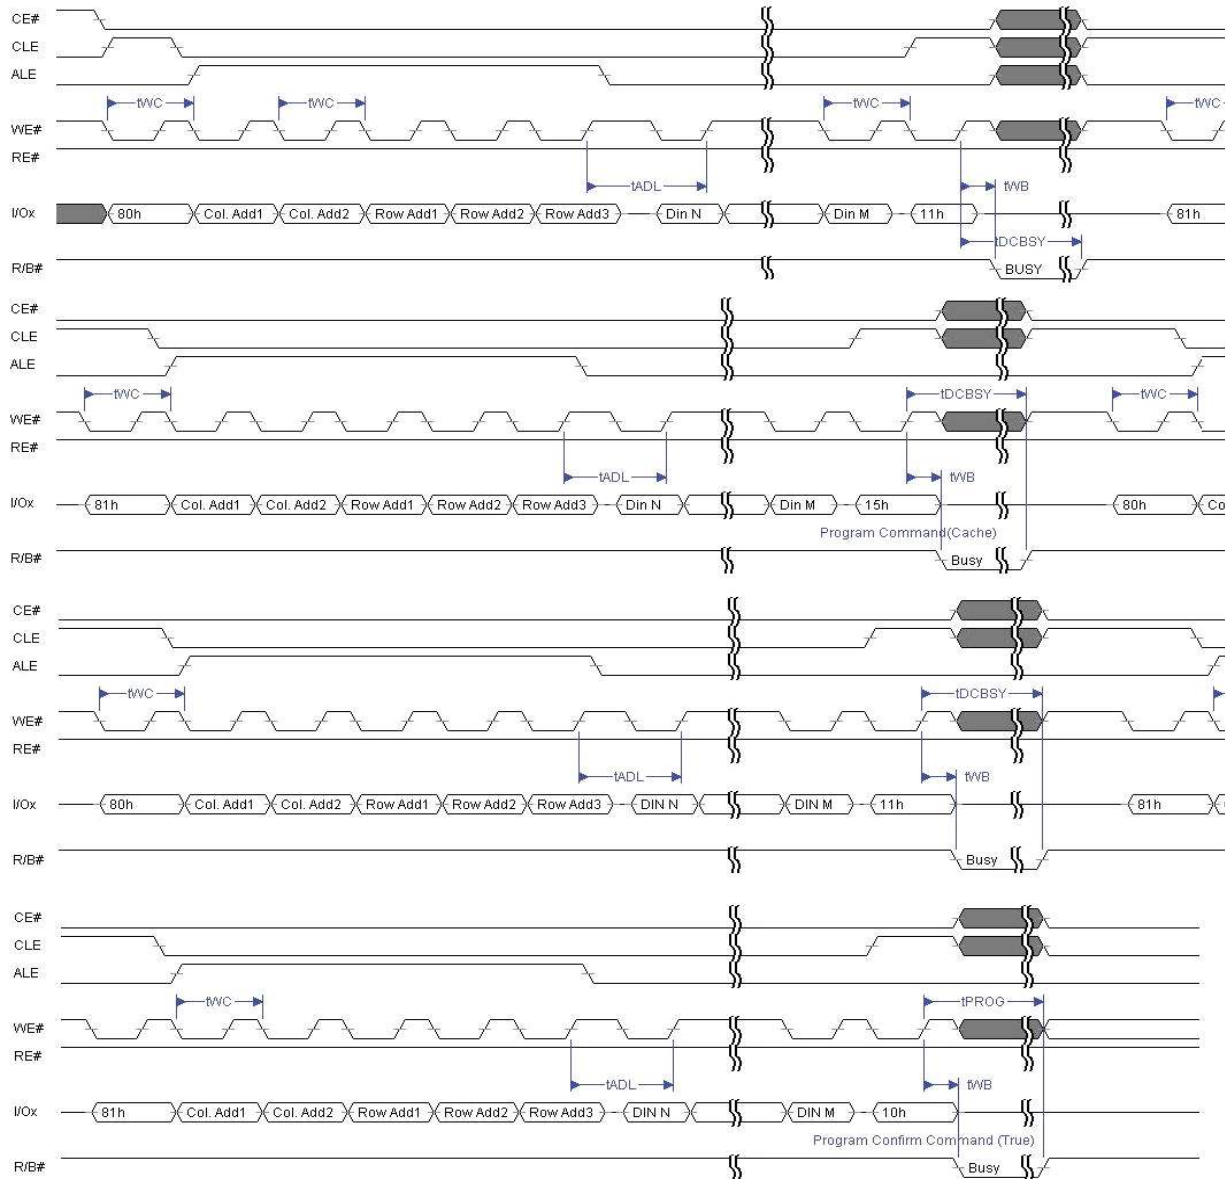 CE#
CLE
ALE
tWC tWC tWC tWC
WE#
RE#
tADL tWB
I/Ox 80h Col. Add1 Col. Add2 Row Add1 Row Add2 Row Add3 Din N Din M 11h 81h
tDCBSY
R/B# BUSY
CE#
CLE
ALE
tWC tDCBSY tWC
WE#
RE#
tADL tWB
I/Ox 81h Col. Add1 Col. Add2 Row Add1 Row Add2 Row Add3 Din N Din M 15h 80h Co
Program Command(Cache)
R/B# Busy
CE#
CLE
ALE
tWC tDCBSY
WE#
RE#
tADL tWB
I/Ox 80h Col. Add1 Col. Add2 Row Add1 Row Add2 Row Add3 DIN N DIN M 11h 81h
R/B# Busy
CE#
CLE
ALE
tWC tPROG
WE#
RE#
tADL tWB
I/Ox 81h Col. Add1 Col. Add2 Row Add1 Row Add2 Row Add3 DIN N DIN M 10h
Program Confirm Command (True)
R/B# Busy